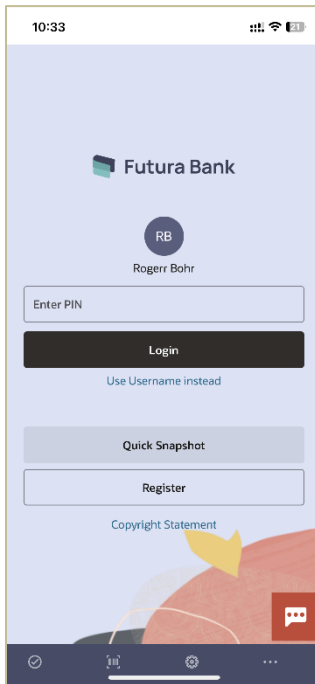 10:33
21
Futura Bank
RB
Rogerr Bohr
Enter PIN
Login
Use Username instead
Quick Snapshot
Register
Copyright Statement